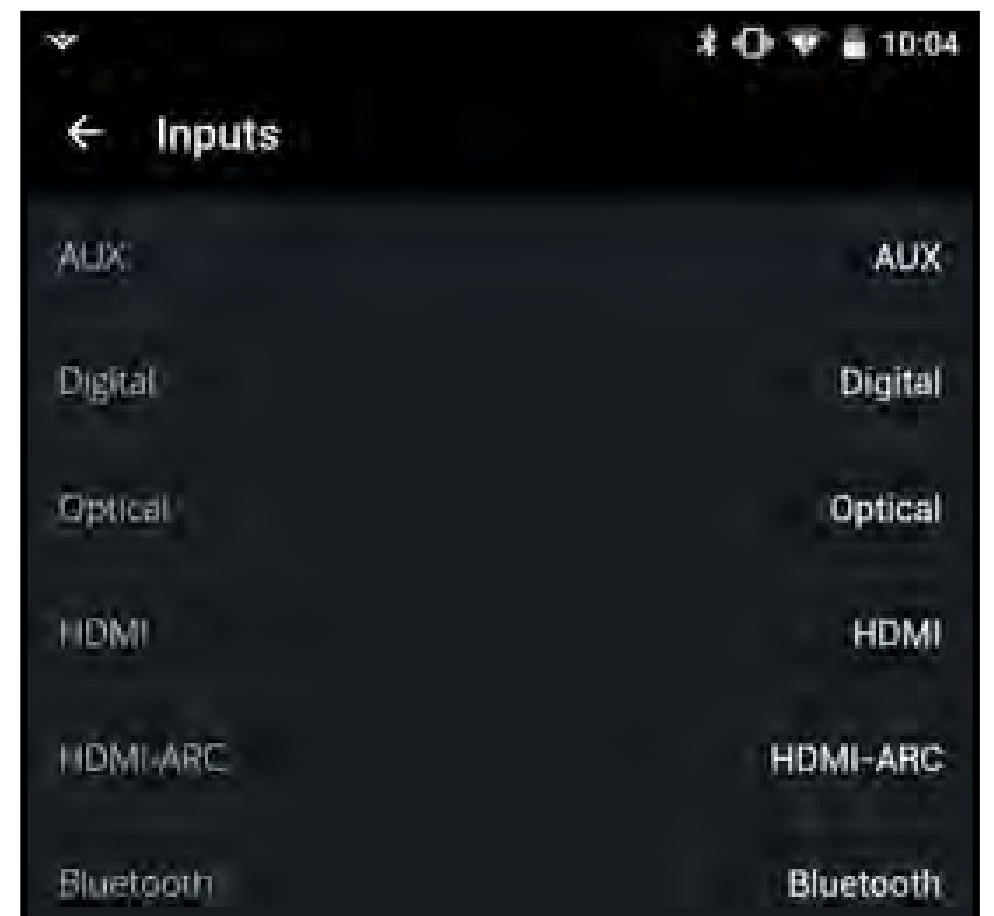 10:04
Inputs
AUX AUX
Digital Digital
Optical Optical
HDMI HDMI
HDMI-ARC HDMI-ARC
Bluetooth Bluetooth